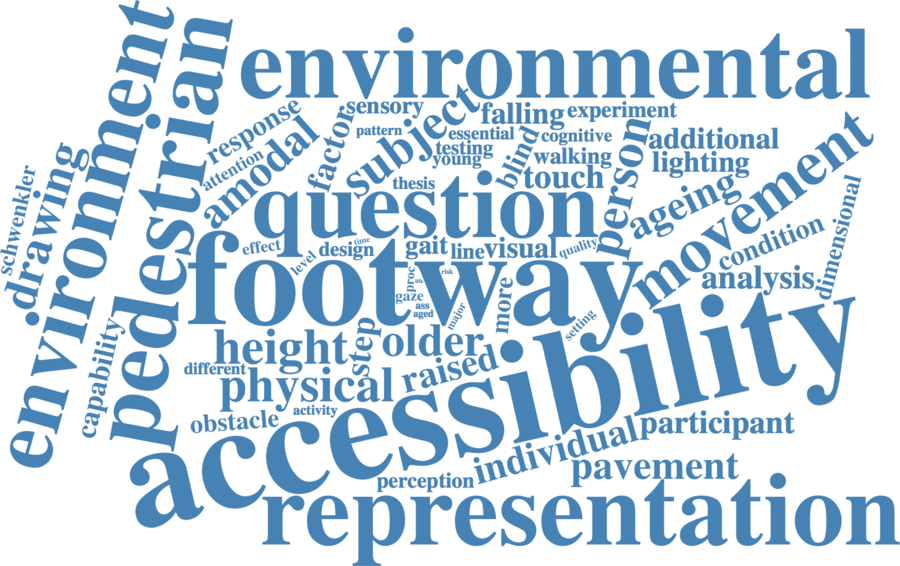 environmental
environment
pedestrian
sensory
falling
experiment
response
factor
pattern
subject
essential
cognitive
additional
attention
amodal
testing
young
blind
walking
person
lighting
movement
schwenkler
drawing
thesis
touch
ageing
question
condition
dimensional
effect
level
design
time
gait
line
visual
quality
footway
proc
life
risk
gaze
ass
aged
major
more
analysis
setting
capability
height
step
older
different
physical
raised
accessibility
obstacle
activity
individual
participant
perception
pavement
representation